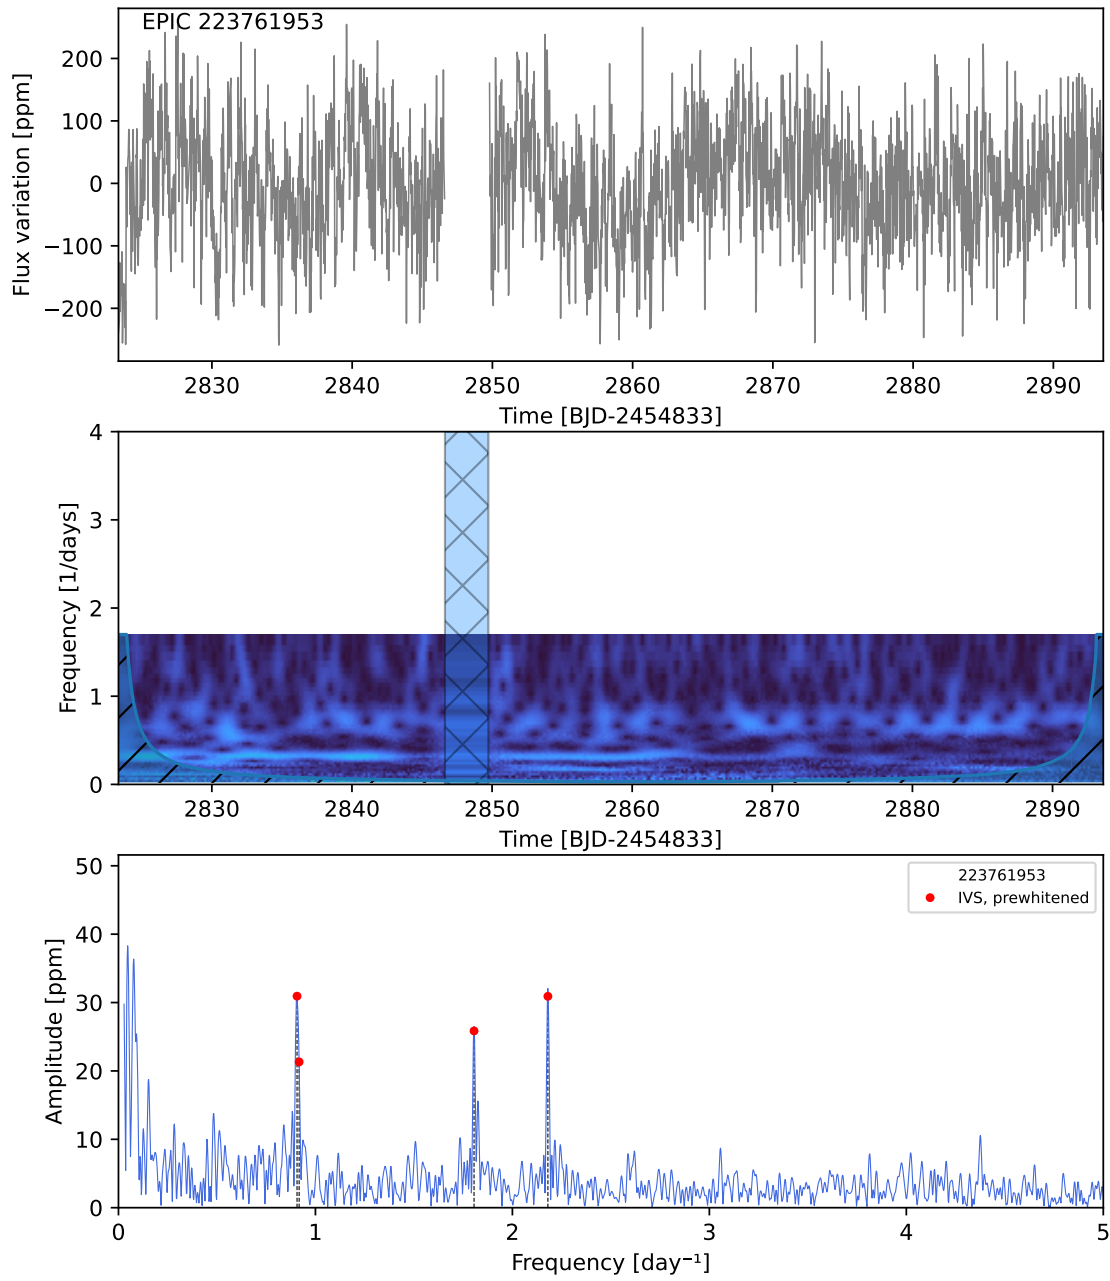 EPIC 223761953
200
100
0
−100
−200
Flux variation [ppm]
2830 2840 2850 2860 2870 2880 2890
Time [BJD-2454833]
4
3
2
1
0
Frequency [1/days]
2830 2840 2850 2860 2870 2880 2890
Time [BJD-2454833]
50
40
30
20
10
0
Amplitude [ppm]
223761953
IVS, prewhitened
0 1 2 3 4 5
Frequency [day⁻¹]